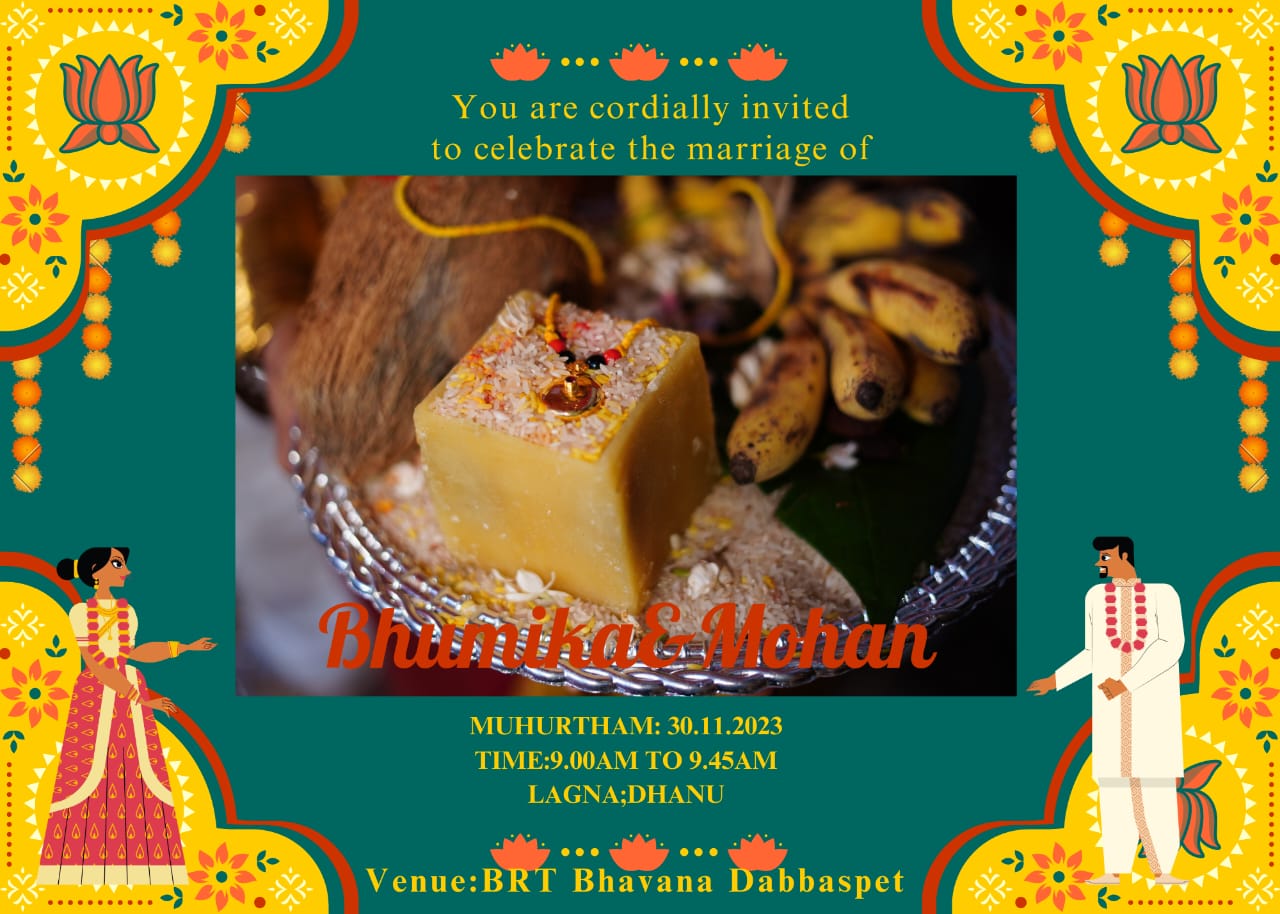 You are cordially invited
to celebrate the marriage of
Bhumika&Mohan
MUHURTHAM: 30.11.2023
TIME:9.00AM TO 9.45AM
LAGNA;DHANU
Venue:BRT Bhavana Dabbaspet